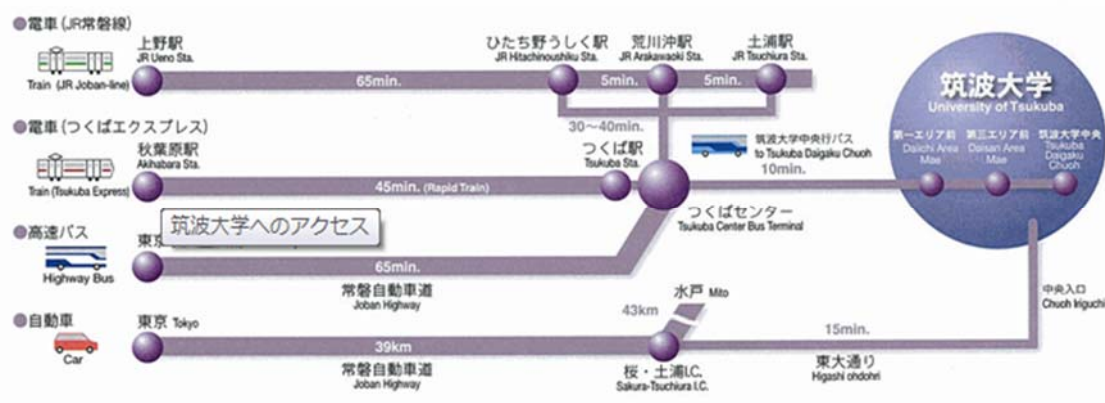 ●電車(JR常磐線)
Train (JR Joban-line)
上野駅
JR Ueno Sta.
65min.
ひたち野うしく駅
JR Hitachinoushiku Sta.
5min.
荒川沖駅
JR Arakawaoki Sta.
5min.
土浦駅
JR Tsuchiura Sta.
30〜40min.
●電車(つくばエクスプレス)
Train (Tsukuba Express)
秋葉原駅
Akihabara Sta.
45min. (Rapid Train)
つくば駅
Tsukuba Sta.
つくばセンター
Tsukuba Center Bus Terminal
筑波大学中央行バス
to Tsukuba Daigaku Chuoh
10min.
筑波大学
University of Tsukuba
第一エリア前
Daiichi Area
Mae
第三エリア前
Daisan Area
Mae
筑波大学中央
Tsukuba
Daigaku
Chuoh
筑波大学へのアクセス
●高速バス
Highway Bus
東京
65min.
常磐自動車道
Joban Highway
●自動車
Car
東京 Tokyo
39km
常磐自動車道
Joban Highway
43km
水戸 Mito
桜・土浦I.C.
Sakura-Tsuchiura I.C.
15min.
東大通り
Higashi ohdohri
中央入口
Chuoh Iriguchi